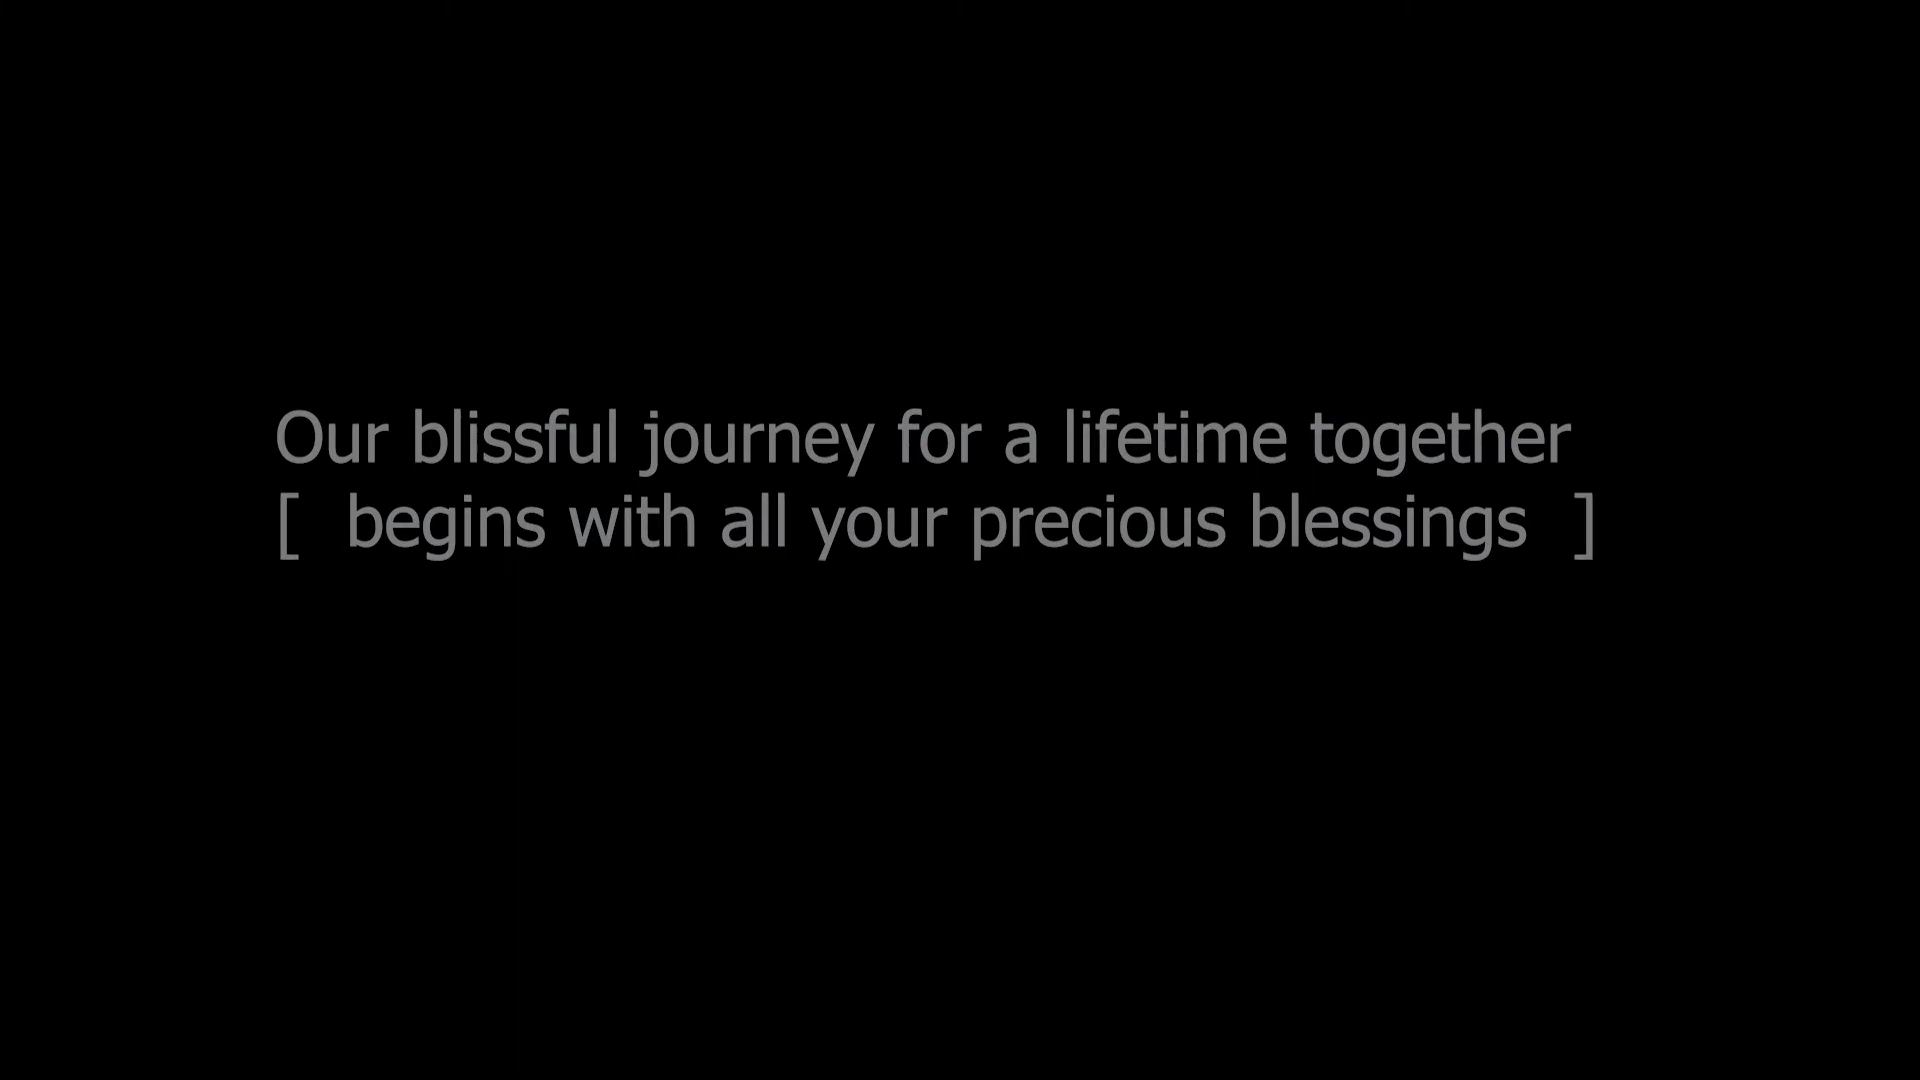 Our blissful journey for a lifetime together
[  begins with all your precious blessings  ]